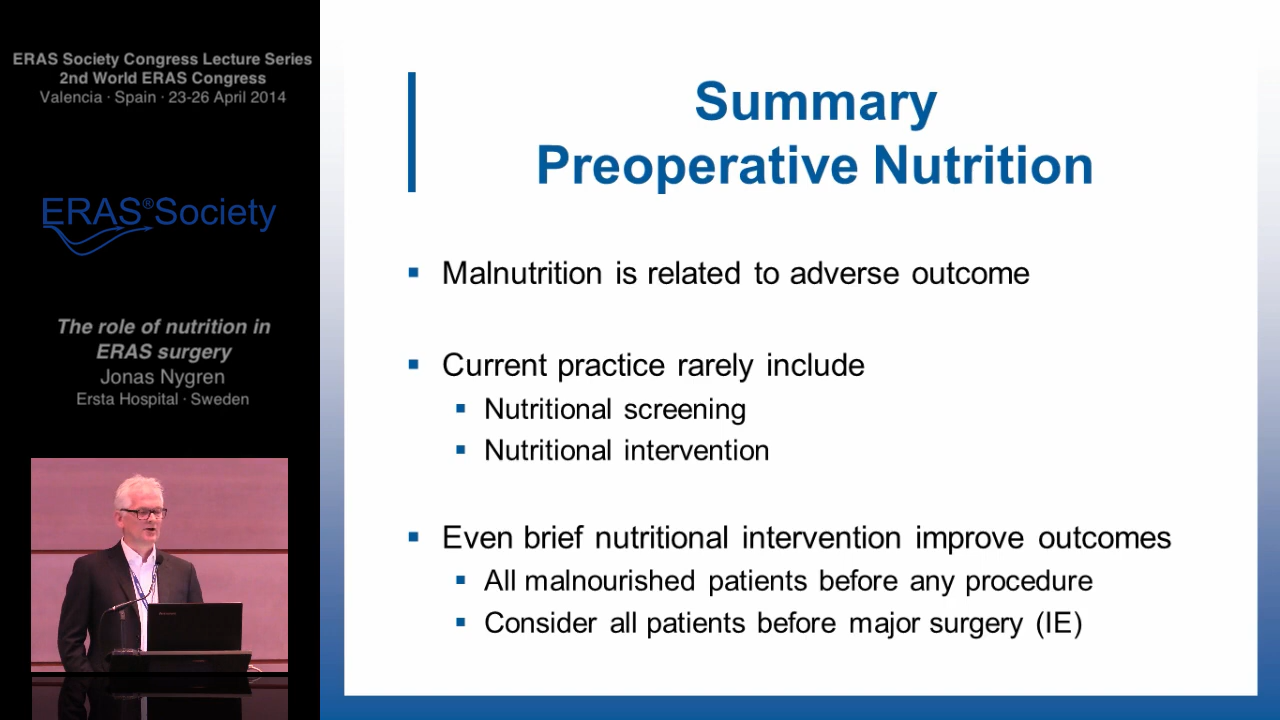 ERAS Society Congress Lecture Series
2nd World ERAS Congress
Valencia · Spain · 23-26 April 2014
ERAS®Society
The role of nutrition in
ERAS surgery
Jonas Nygren
Ersta Hospital · Sweden
Summary
Preoperative Nutrition
▪ Malnutrition is related to adverse outcome
▪ Current practice rarely include
▪ Nutritional screening
▪ Nutritional intervention
▪ Even brief nutritional intervention improve outcomes
▪ All malnourished patients before any procedure
▪ Consider all patients before major surgery (IE)